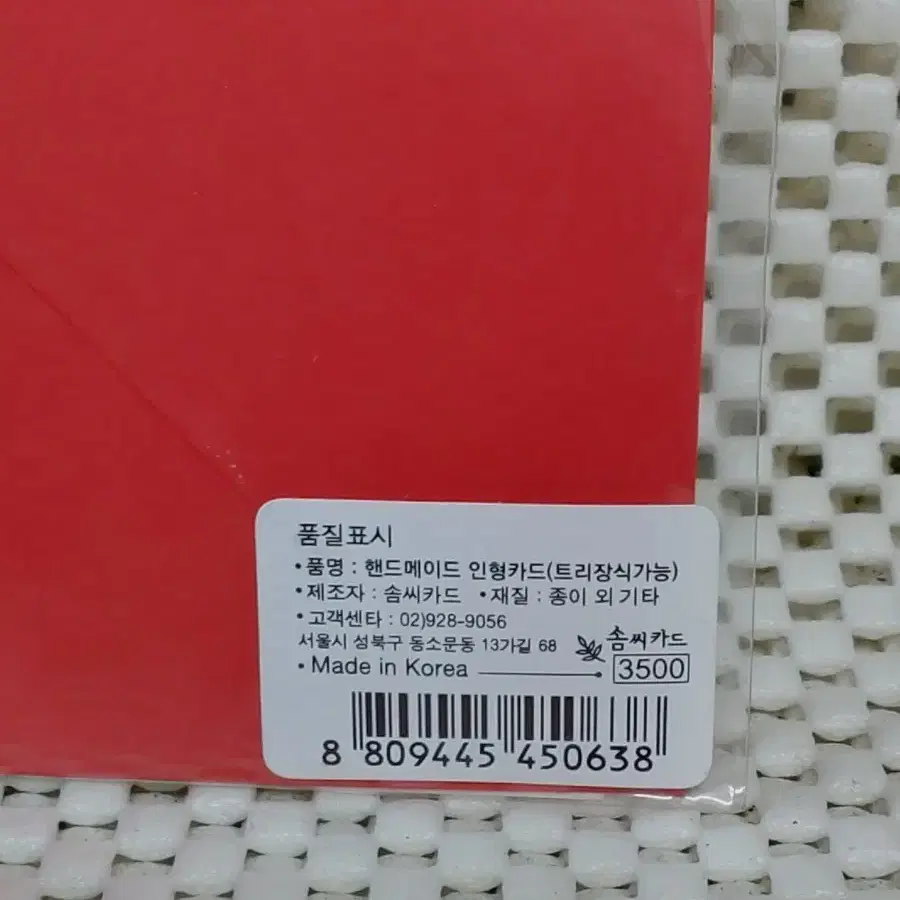 품질표시
•품명 : 핸드메이드 인형카드(트리장식가능)
•제조자 : 솜씨카드 •재질 : 종이 외 기타
•고객센타 : 02)928-9056
서울시 성북구 동소문동 13가길 68 솜씨카드
•Made in Korea 3500
8 809445 450638